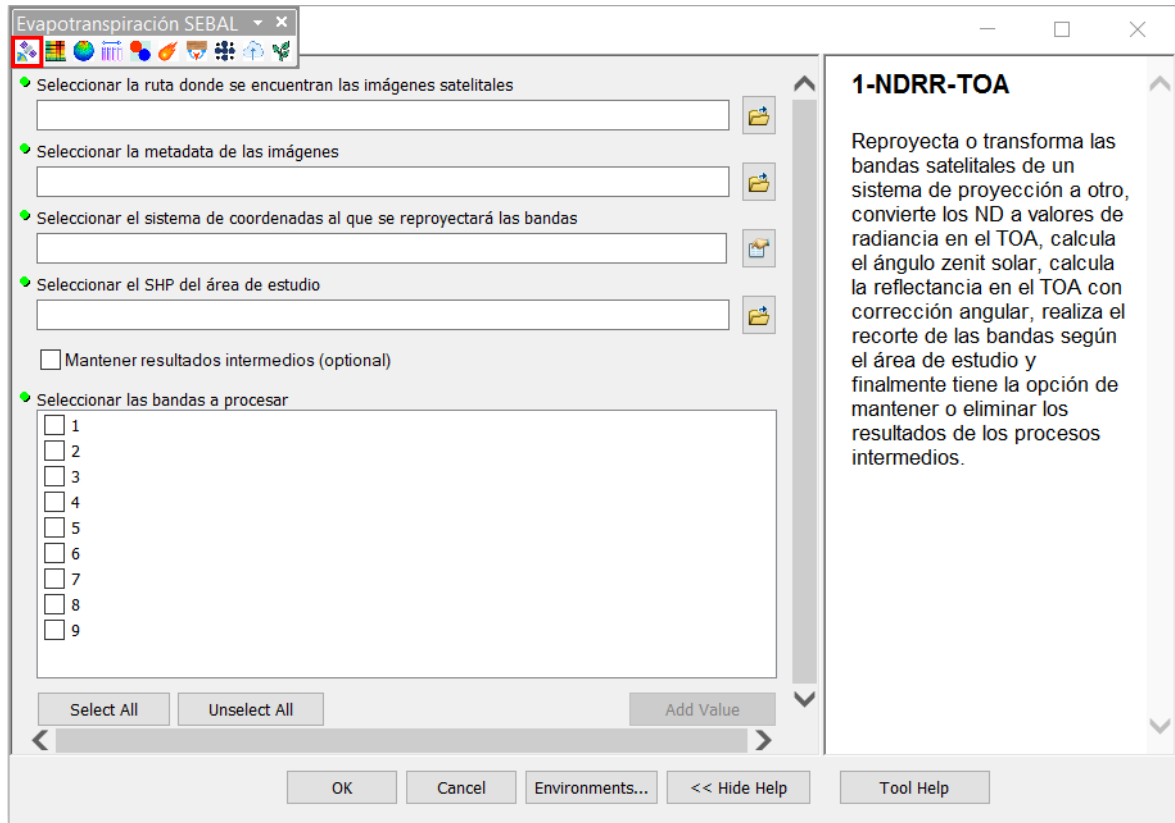 Evapotranspiración SEBAL
Seleccionar la ruta donde se encuentran las imágenes satelitales
Seleccionar la metadata de las imágenes
Seleccionar el sistema de coordenadas al que se reproyectará las bandas
Seleccionar el SHP del área de estudio
Mantener resultados intermedios (optional)
Seleccionar las bandas a procesar
1
2
3
4
5
6
7
8
9
Select All
Unselect All
Add Value
1-NDRR-TOA
Reproyecta o transforma las
bandas satelitales de un
sistema de proyección a otro,
convierte los ND a valores de
radiancia en el TOA, calcula
el ángulo zenit solar, calcula
la reflectancia en el TOA con
corrección angular, realiza el
recorte de las bandas según
el área de estudio y
finalmente tiene la opción de
mantener o eliminar los
resultados de los procesos
intermedios.
OK
Cancel
Environments...
<< Hide Help
Tool Help